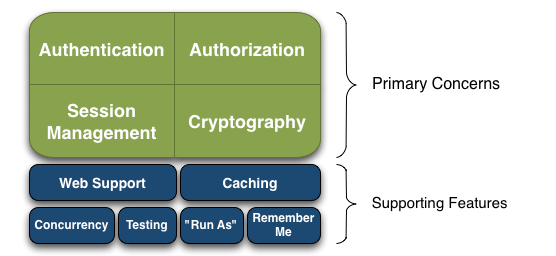 Authentication
Authorization
Primary Concerns
Session
Management
Cryptography
Web Support
Caching
Supporting Features
Concurrency
Testing
"Run As"
Remember
Me